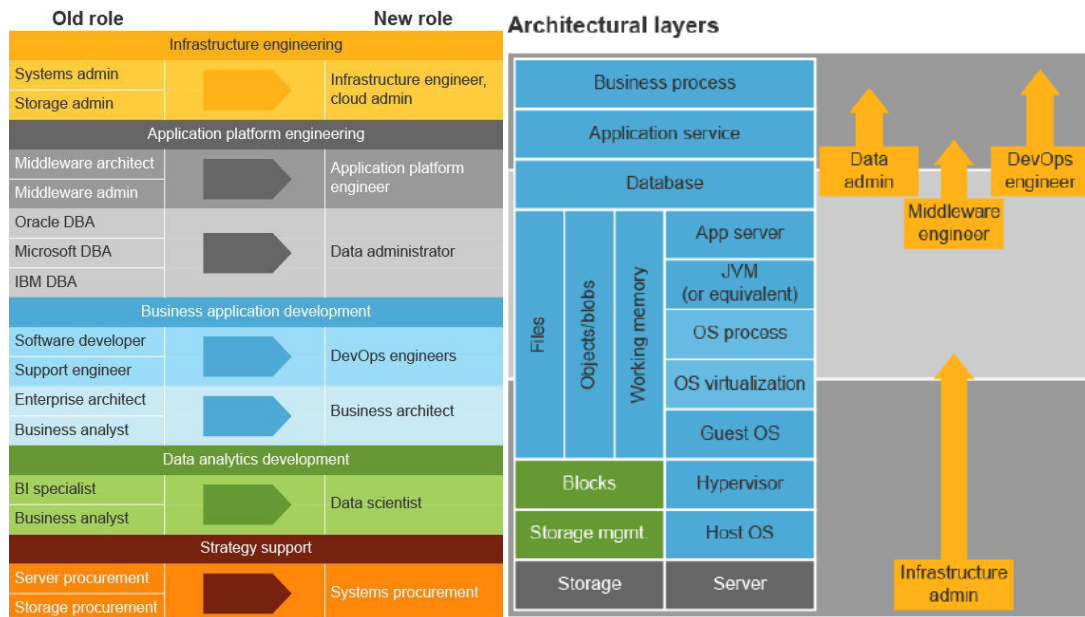 Old role
New role
Infrastructure engineering
Systems admin
Storage admin
Infrastructure engineer,
cloud admin
Application platform engineering
Middleware architect
Middleware admin
Application platform
engineer
Oracle DBA
Microsoft DBA
IBM DBA
Data administrator
Business application development
Software developer
Support engineer
DevOps engineers
Enterprise architect
Business analyst
Business architect
Data analytics development
BI specialist
Business analyst
Data scientist
Strategy support
Server procurement
Storage procurement
Systems procurement
Architectural layers
Business process
Application service
Database
Files
Objects/blobs
Working memory
App server
JVM
(or equivalent)
OS process
OS virtualization
Guest OS
Blocks
Hypervisor
Storage mgmt.
Host OS
Storage
Server
Data
admin
Middleware
engineer
DevOps
engineer
Infrastructure
admin